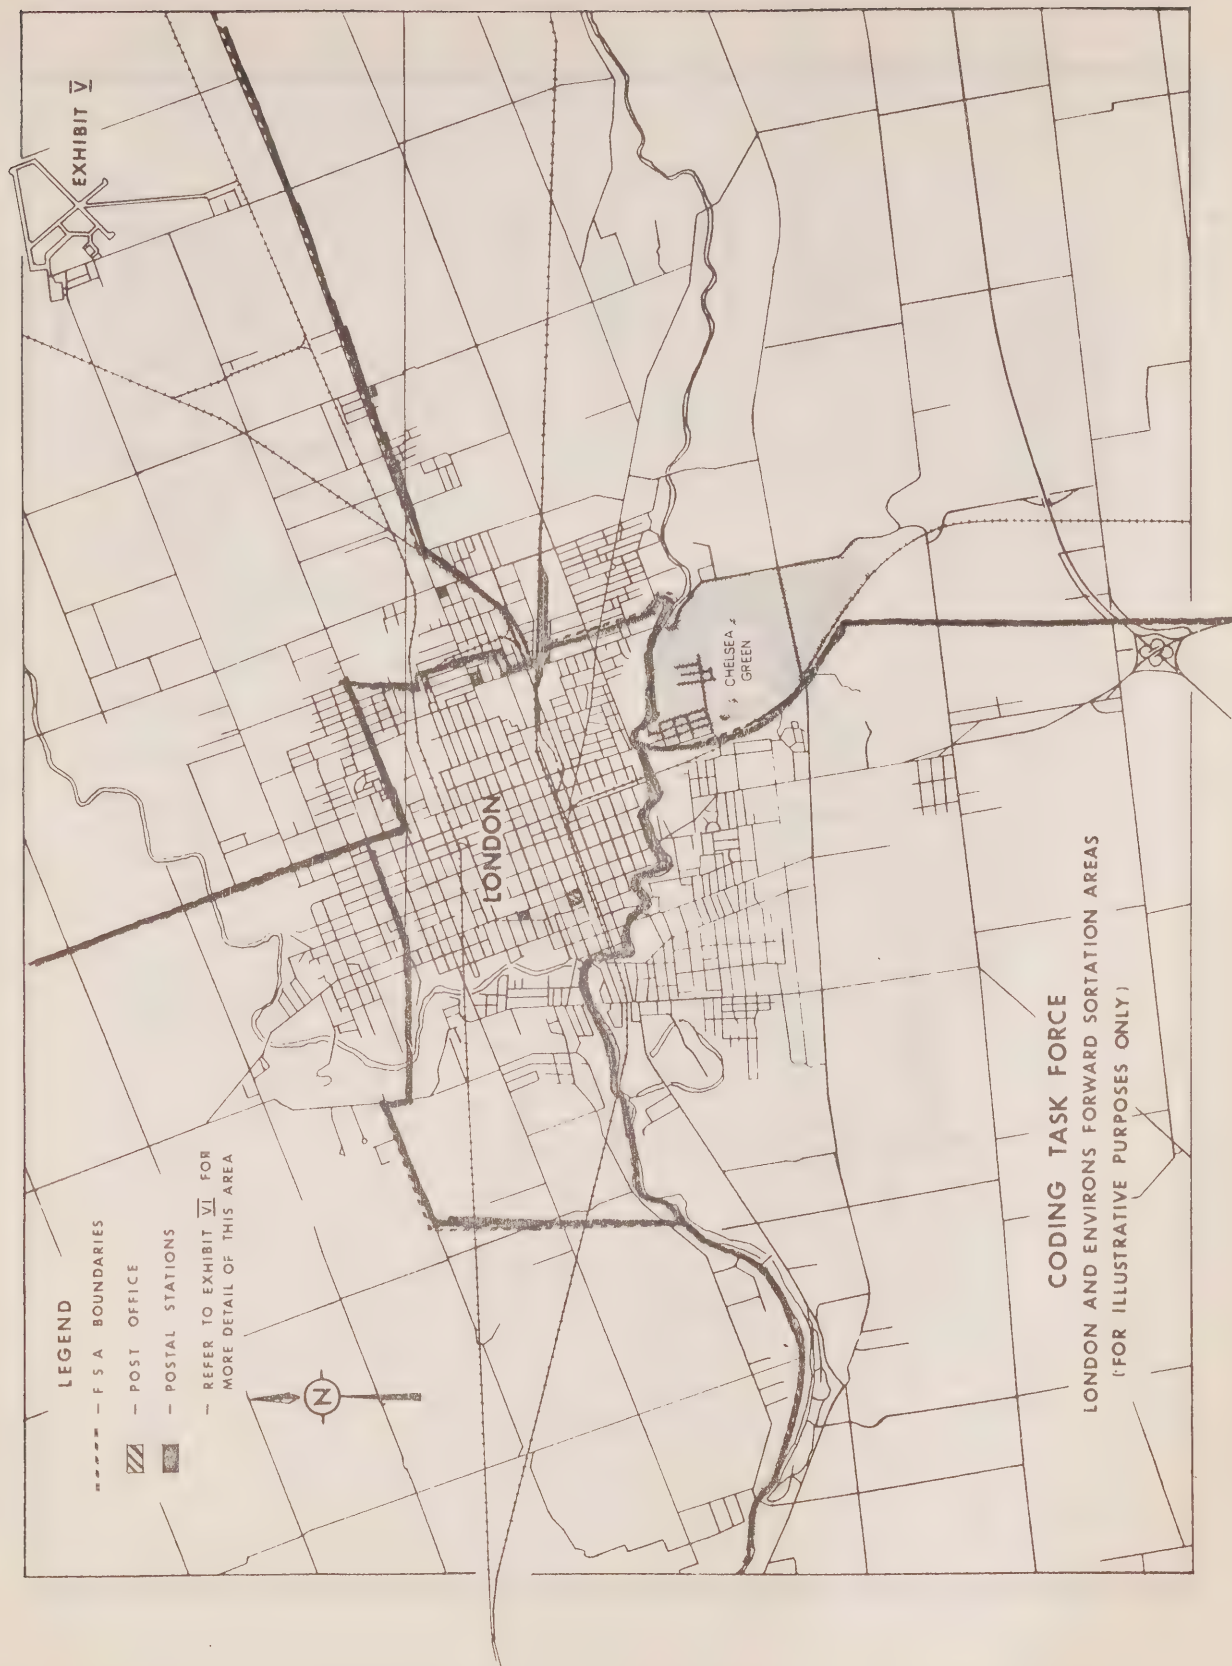 EXHIBIT V
LEGEND
- F S A BOUNDARIES
- POST OFFICE
- POSTAL STATIONS
- REFER TO EXHIBIT VI FOR
MORE DETAIL OF THIS AREA
N
LONDON
CHELSEA
GREEN
CODING TASK FORCE
LONDON AND ENVIRONS FORWARD SORTATION AREAS
(FOR ILLUSTRATIVE PURPOSES ONLY)